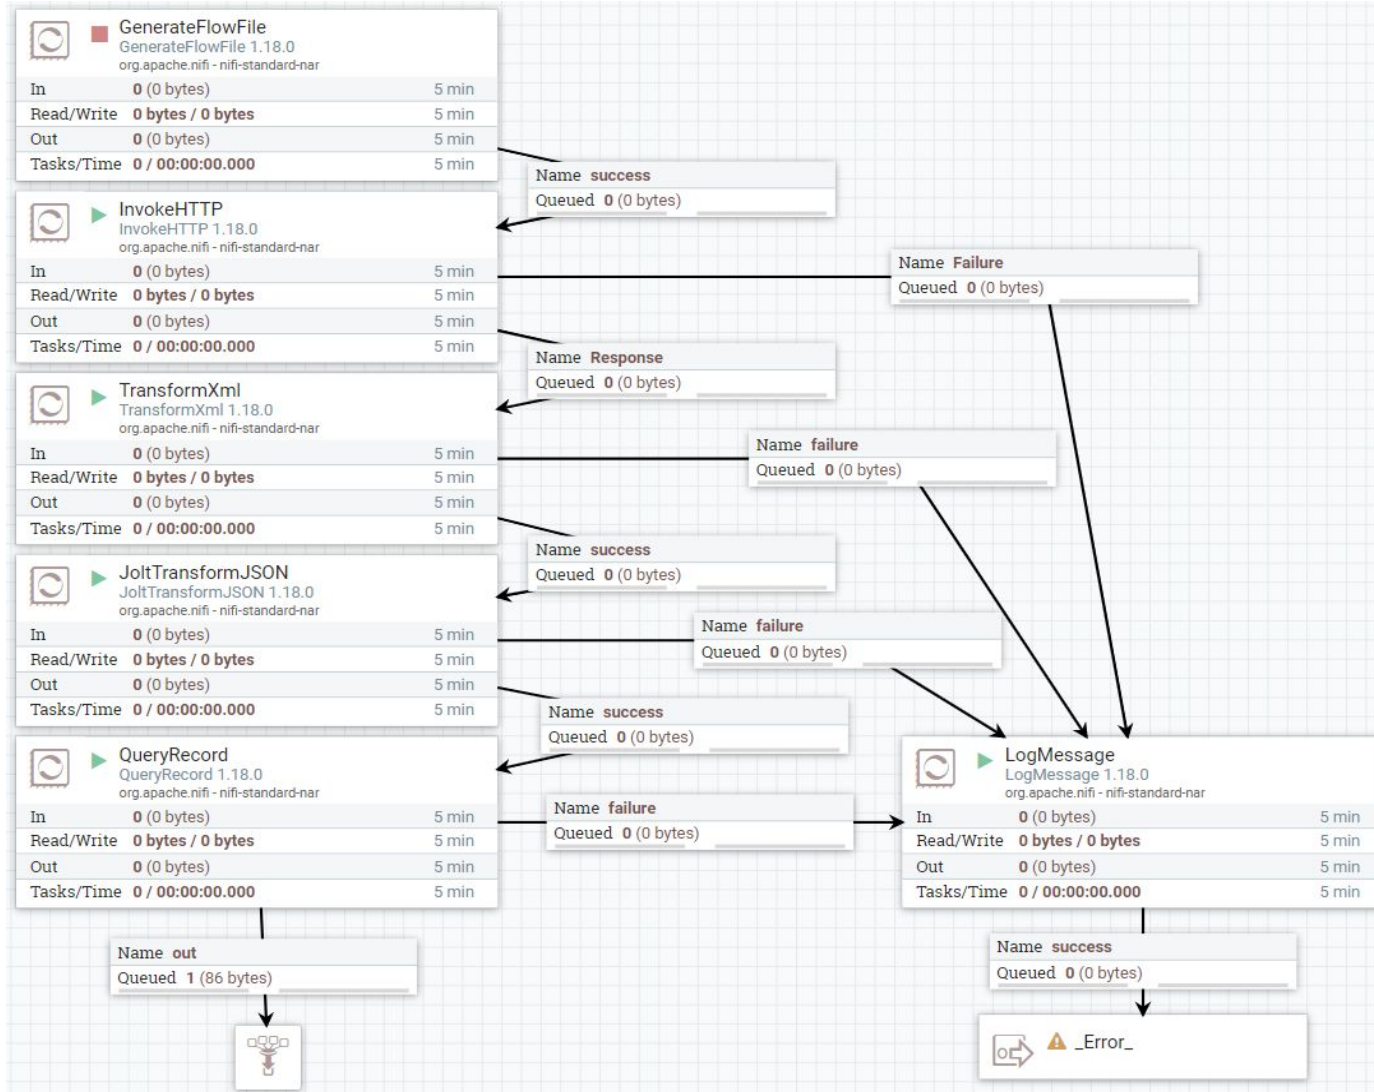 GenerateFlowFile
GenerateFlowFile 1.18.0
org.apache.nifi - nifi-standard-nar
In 0 (0 bytes) 5 min
Read/Write 0 bytes / 0 bytes 5 min
Out 0 (0 bytes) 5 min
Tasks/Time 0 / 00:00:00.000 5 min
Name success
Queued 0 (0 bytes)
InvokeHTTP
InvokeHTTP 1.18.0
org.apache.nifi - nifi-standard-nar
In 0 (0 bytes) 5 min
Read/Write 0 bytes / 0 bytes 5 min
Out 0 (0 bytes) 5 min
Tasks/Time 0 / 00:00:00.000 5 min
Name Failure
Queued 0 (0 bytes)
Name Response
Queued 0 (0 bytes)
TransformXml
TransformXml 1.18.0
org.apache.nifi - nifi-standard-nar
In 0 (0 bytes) 5 min
Read/Write 0 bytes / 0 bytes 5 min
Out 0 (0 bytes) 5 min
Tasks/Time 0 / 00:00:00.000 5 min
Name failure
Queued 0 (0 bytes)
Name success
Queued 0 (0 bytes)
JoltTransformJSON
JoltTransformJSON 1.18.0
org.apache.nifi - nifi-standard-nar
In 0 (0 bytes) 5 min
Read/Write 0 bytes / 0 bytes 5 min
Out 0 (0 bytes) 5 min
Tasks/Time 0 / 00:00:00.000 5 min
Name failure
Queued 0 (0 bytes)
Name success
Queued 0 (0 bytes)
QueryRecord
QueryRecord 1.18.0
org.apache.nifi - nifi-standard-nar
In 0 (0 bytes) 5 min
Read/Write 0 bytes / 0 bytes 5 min
Out 0 (0 bytes) 5 min
Tasks/Time 0 / 00:00:00.000 5 min
Name failure
Queued 0 (0 bytes)
LogMessage
LogMessage 1.18.0
org.apache.nifi - nifi-standard-nar
In 0 (0 bytes) 5 min
Read/Write 0 bytes / 0 bytes 5 min
Out 0 (0 bytes) 5 min
Tasks/Time 0 / 00:00:00.000 5 min
Name out
Queued 1 (86 bytes)
Name success
Queued 0 (0 bytes)
_Error_